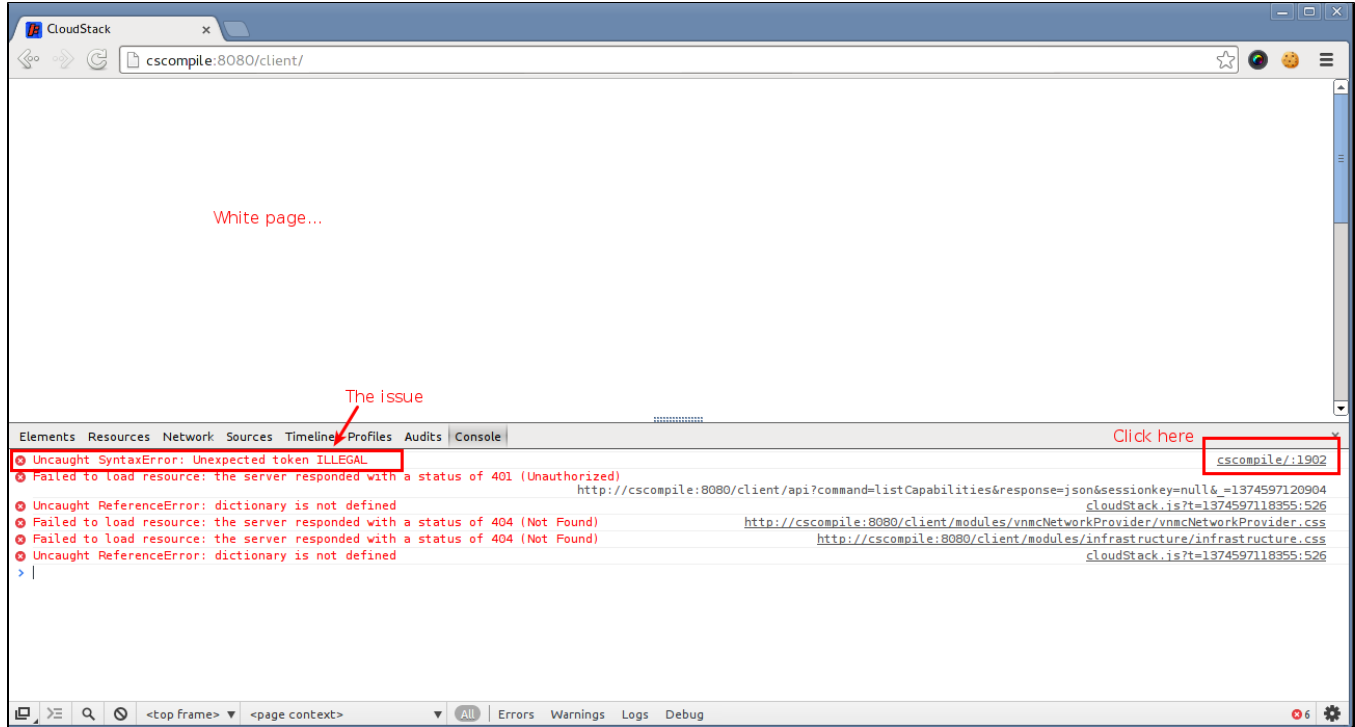 CloudStack
cscompile:8080/client/
White page...
The issue
Elements Resources Network Sources Timeline Profiles Audits Console
Click here
Uncaught SyntaxError: Unexpected token ILLEGAL cscompile/:1902
Failed to load resource: the server responded with a status of 401 (Unauthorized)
http://cscompile:8080/client/api?command=listCapabilities&response=json&sessionkey=null&_=1374597120904
Uncaught ReferenceError: dictionary is not defined cloudStack.js?t=1374597118355:526
Failed to load resource: the server responded with a status of 404 (Not Found) http://cscompile:8080/client/modules/vnmcNetworkProvider/vnmcNetworkProvider.css
Failed to load resource: the server responded with a status of 404 (Not Found) http://cscompile:8080/client/modules/infrastructure/infrastructure.css
Uncaught ReferenceError: dictionary is not defined cloudStack.js?t=1374597118355:526
<top frame> <page context> All Errors Warnings Logs Debug 6